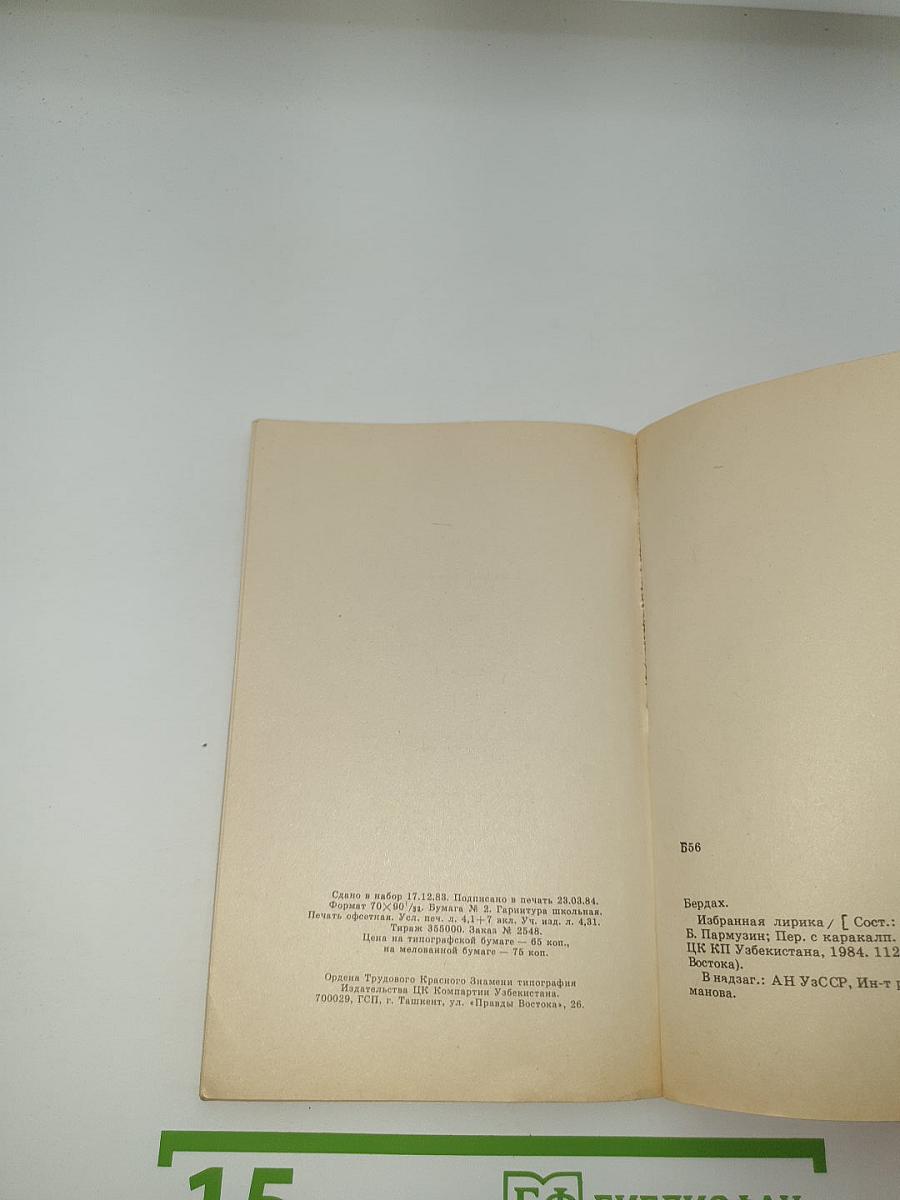 Сдано в набор 17.12.83. Подписано в печать 23.03.84.
Формат 70×90¹/₃₂. Бумага № 2. Гарнитура школьная.
Печать офсетная. Усл. печ. л. 4,1+7 вкл. Уч. изд. л. 4,31.
Тираж 355000. Заказ № 2548.
Цена на типографской бумаге — 65 коп.,
на мелованной бумаге — 75 коп.
Ордена Трудового Красного Знамени типография
Издательства ЦК Компартии Узбекистана.
700029, ГСП, г. Ташкент, ул. «Правды Востока», 26.
Б56
Бердах.
Избранная лирика / [ Сост.:
Б. Пармузин; Пер. с каракалп.
ЦК КП Узбекистана, 1984. 112
Востока).
В надзаг.: АН УзССР, Ин-т
манова.
15